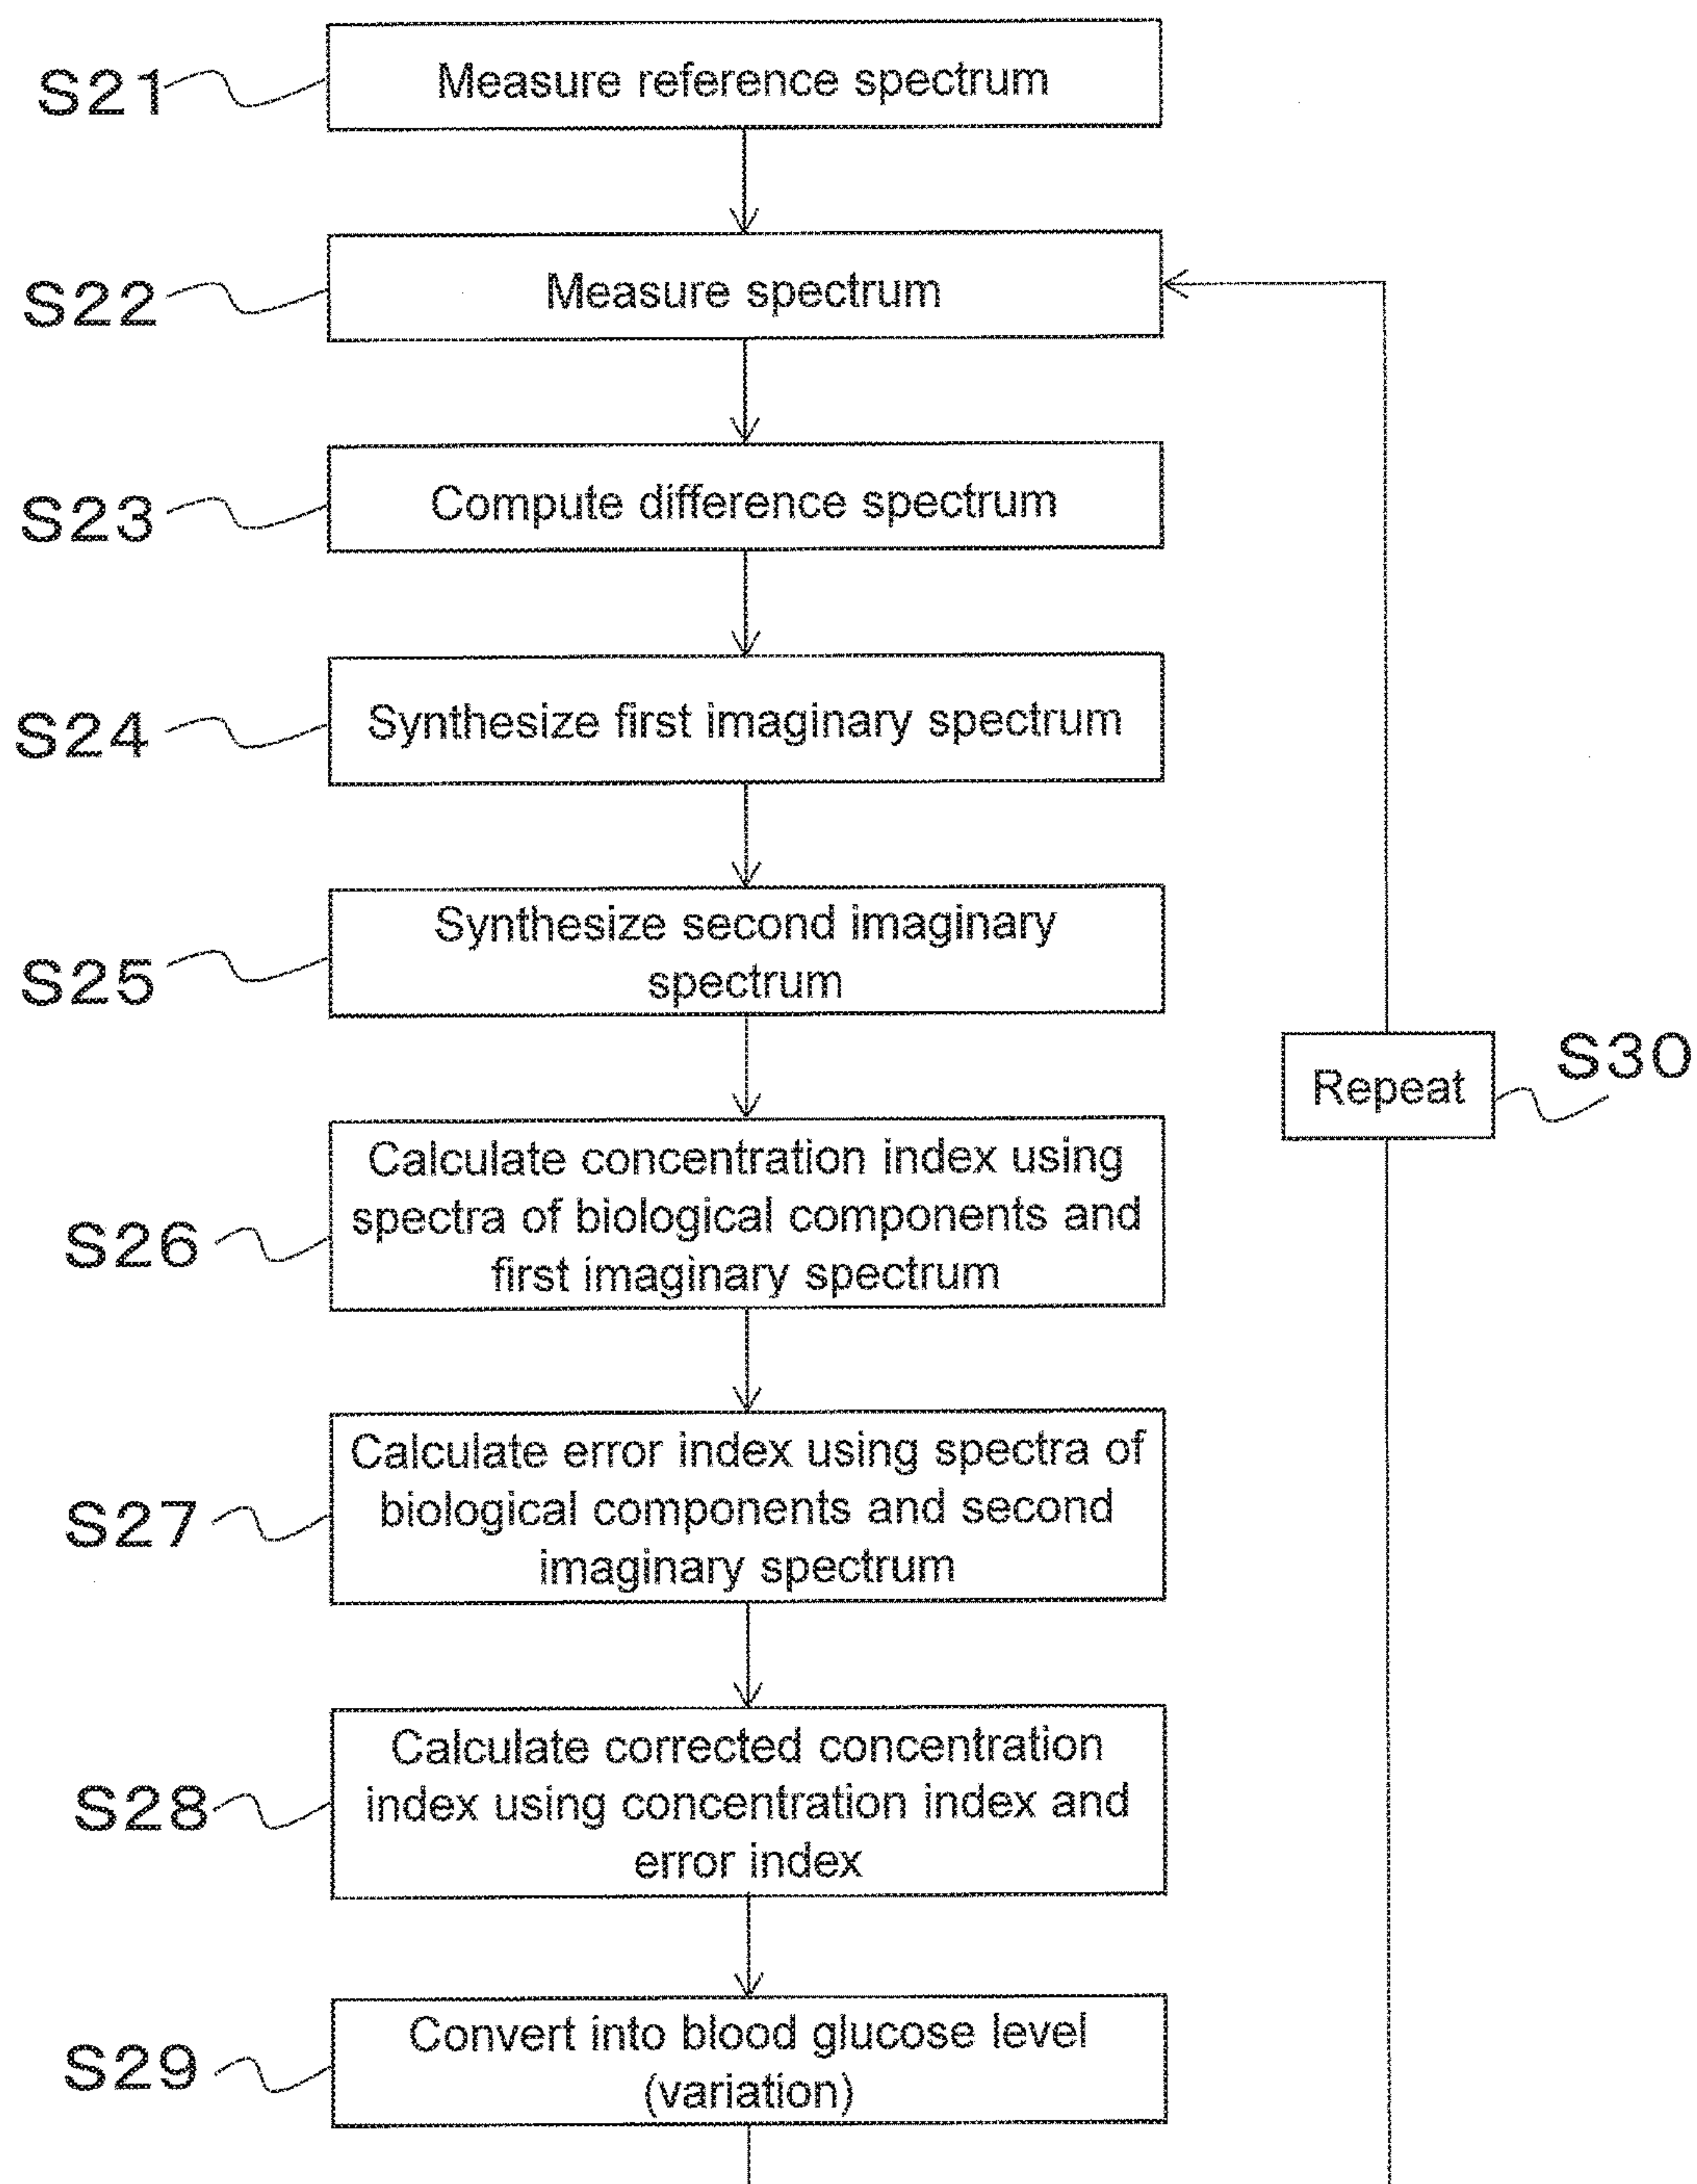 S21
Measure reference spectrum
S22
Measure spectrum
S23
Compute difference spectrum
S24
Synthesize first imaginary spectrum
S25
Synthesize second imaginary
spectrum
S26
Calculate concentration index using
spectra of biological components and
first imaginary spectrum
S27
Calculate error index using spectra of
biological components and second
imaginary spectrum
S28
Calculate corrected concentration
index using concentration index and
error index
S29
Convert into blood glucose level
(variation)
Repeat
S30